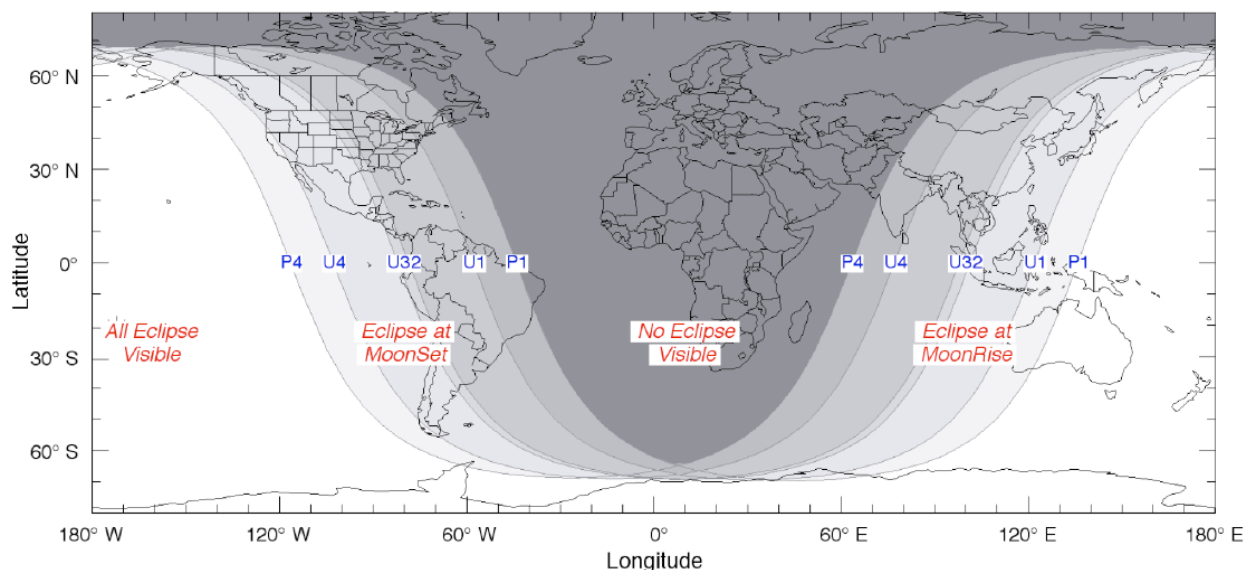 60° N
30° N
0°
30° S
60° S
Latitude
P4 U4 U32 U1 P1 P4 U4 U32 U1 P1
All Eclipse
Visible
Eclipse at
MoonSet
No Eclipse
Visible
Eclipse at
MoonRise
180° W 120° W 60° W 0° 60° E 120° E 180° E
Longitude